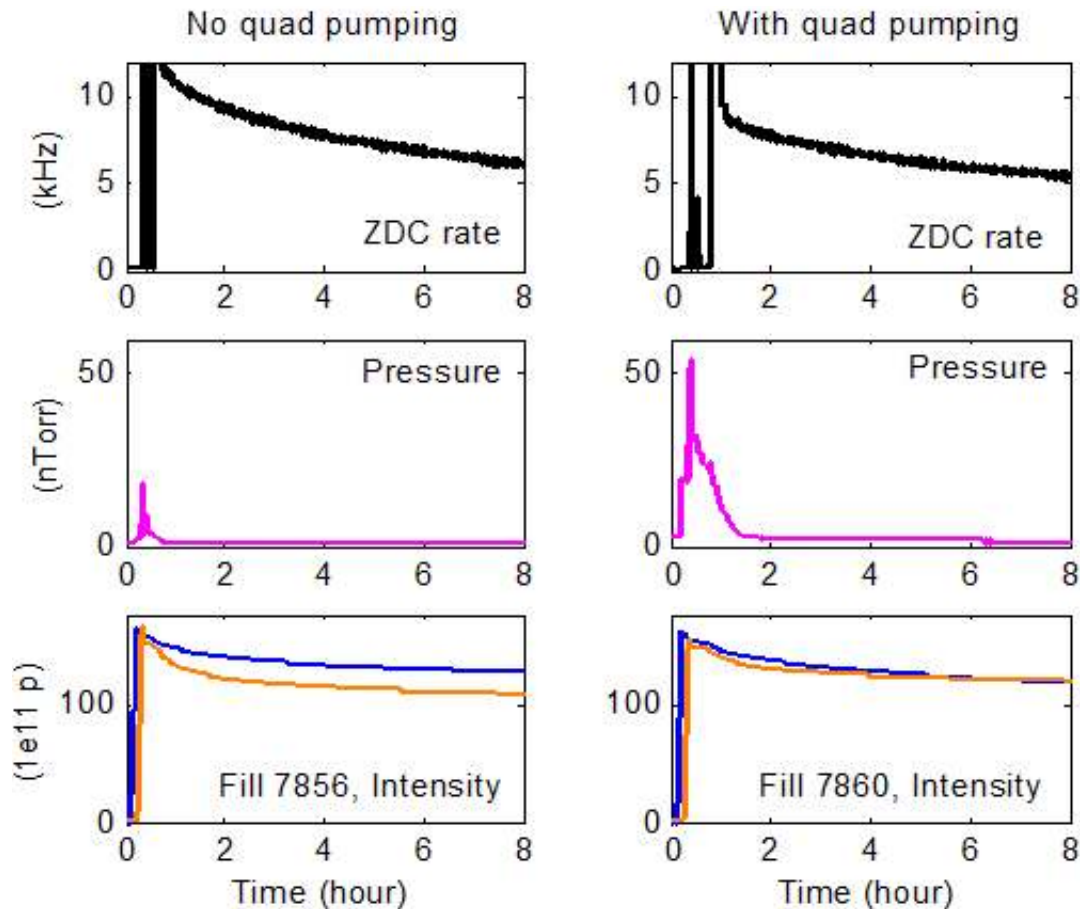 No quad pumping
With quad pumping
10
5
0
(kHz)
ZDC rate
0 2 4 6 8
10
5
0
ZDC rate
0 2 4 6 8
50
0
(nTorr)
Pressure
0 2 4 6 8
50
0
Pressure
0 2 4 6 8
100
0
(1e11 p)
Fill 7856, Intensity
0 2 4 6 8
Time (hour)
100
0
Fill 7860, Intensity
0 2 4 6 8
Time (hour)